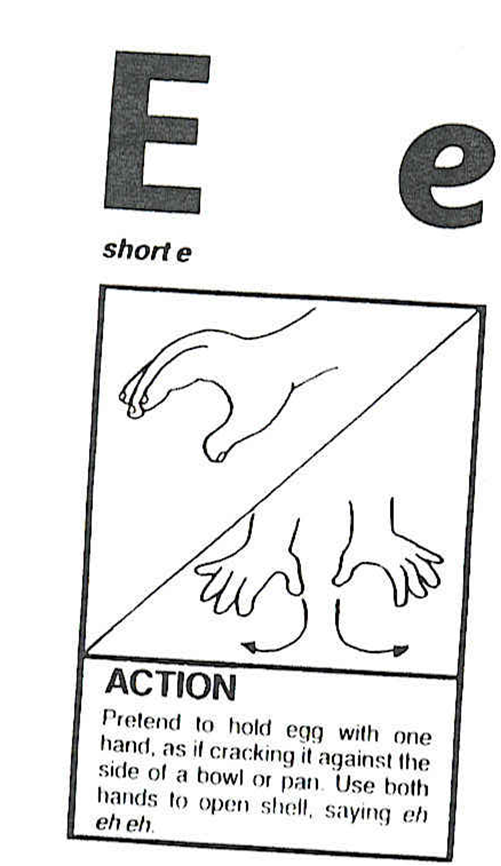 E e
short e
ACTION
Pretend to hold egg with one
hand, as if cracking it against the
side of a bowl or pan. Use both
hands to open shell, saying eh
eh eh.